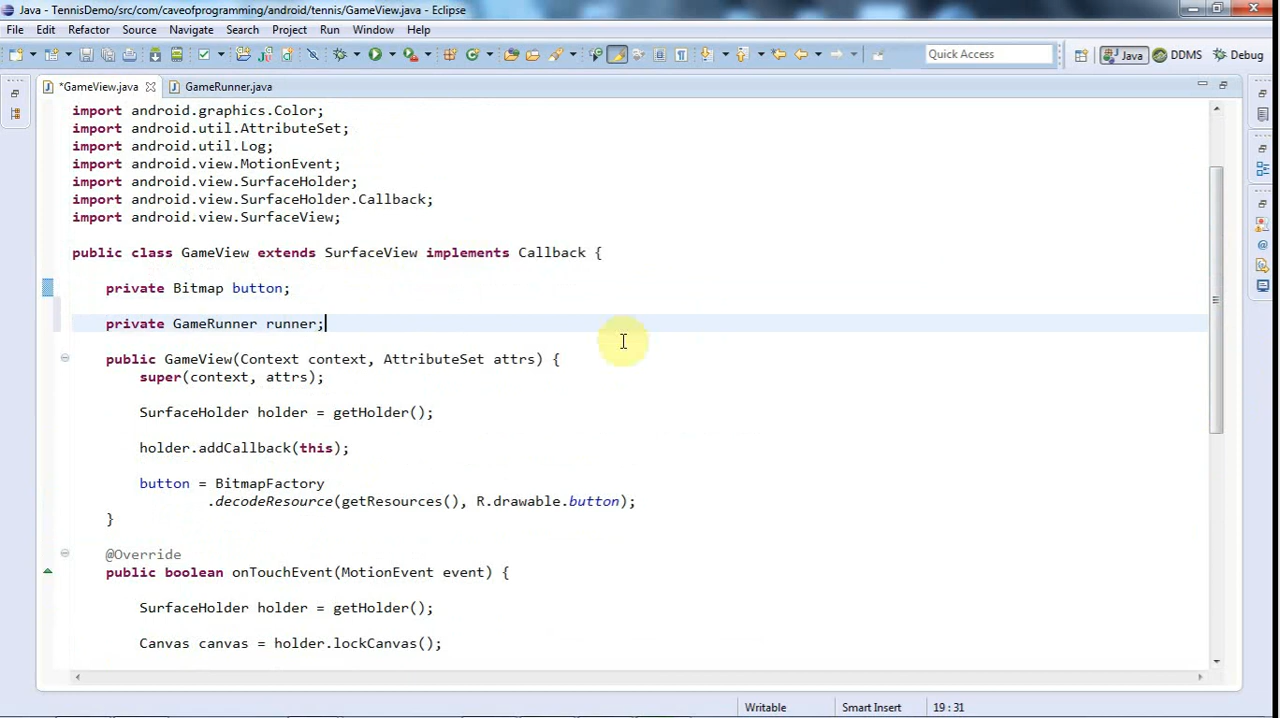 Java - TennisDemo/src/com/caveofprogramming/android/tennis/GameView.java - Eclipse
File Edit Refactor Source Navigate Search Project Run Window Help
Quick Access Java DDMS Debug
*GameView.java GameRunner.java
import android.graphics.Color;
import android.util.AttributeSet;
import android.util.Log;
import android.view.MotionEvent;
import android.view.SurfaceHolder;
import android.view.SurfaceHolder.Callback;
import android.view.SurfaceView;
public class GameView extends SurfaceView implements Callback {
private Bitmap button;
private GameRunner runner;
public GameView(Context context, AttributeSet attrs) {
super(context, attrs);
SurfaceHolder holder = getHolder();
holder.addCallback(this);
button = BitmapFactory
.decodeResource(getResources(), R.drawable.button);
}
@Override
public boolean onTouchEvent(MotionEvent event) {
SurfaceHolder holder = getHolder();
Canvas canvas = holder.lockCanvas();
Writable Smart Insert 19 : 31